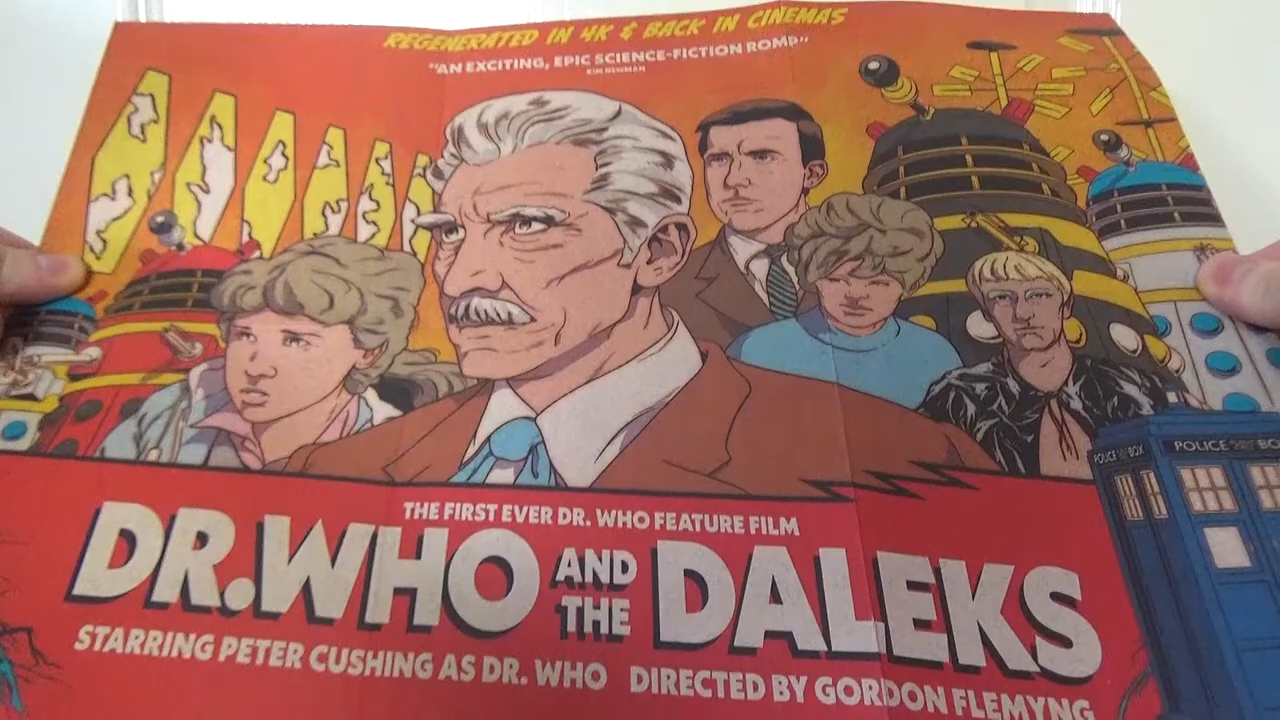 REGENERATED IN 4K & BACK IN CINEMAS
"AN EXCITING, EPIC SCIENCE-FICTION ROMP"
KIM NEWMAN
POLICE BOX
POLICE BOX
THE FIRST EVER DR. WHO FEATURE FILM
DR. WHO AND THE DALEKS
STARRING PETER CUSHING AS DR. WHO DIRECTED BY GORDON FLEMYNG